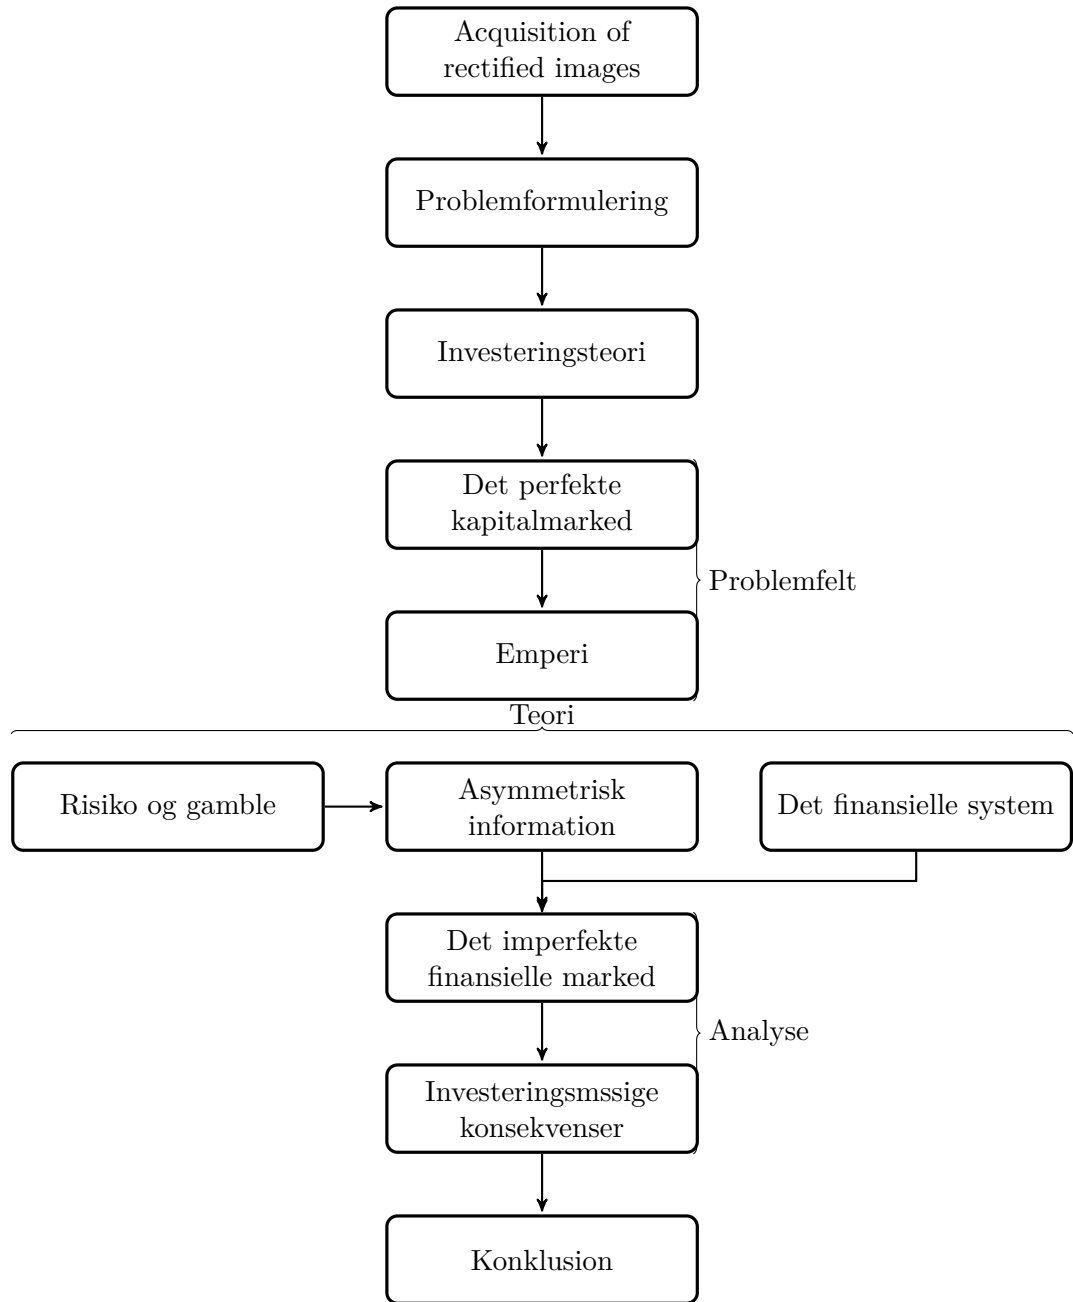 Acquisition of
rectified images
Problemformulering
Investeringsteori
Det perfekte
kapitalmarked
Problemfelt
Emperi
Teori
Risiko og gamble
Asymmetrisk
information
Det finansielle system
Det imperfekte
finansielle marked
Analyse
Investeringsmssige
konsekvenser
Konklusion